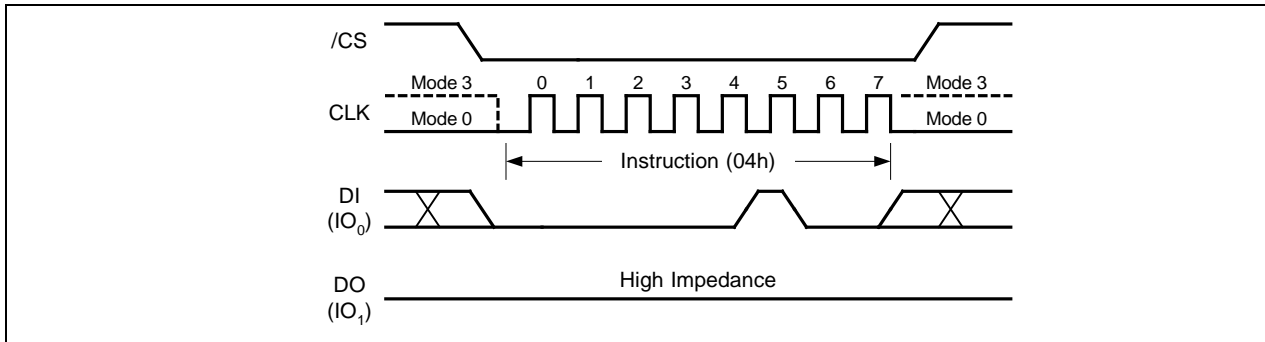 /CS
Mode 3 0 1 2 3 4 5 6 7 Mode 3
CLK
Mode 0 Mode 0
Instruction (04h)
DI
(IO0)
High Impedance
DO
(IO1)